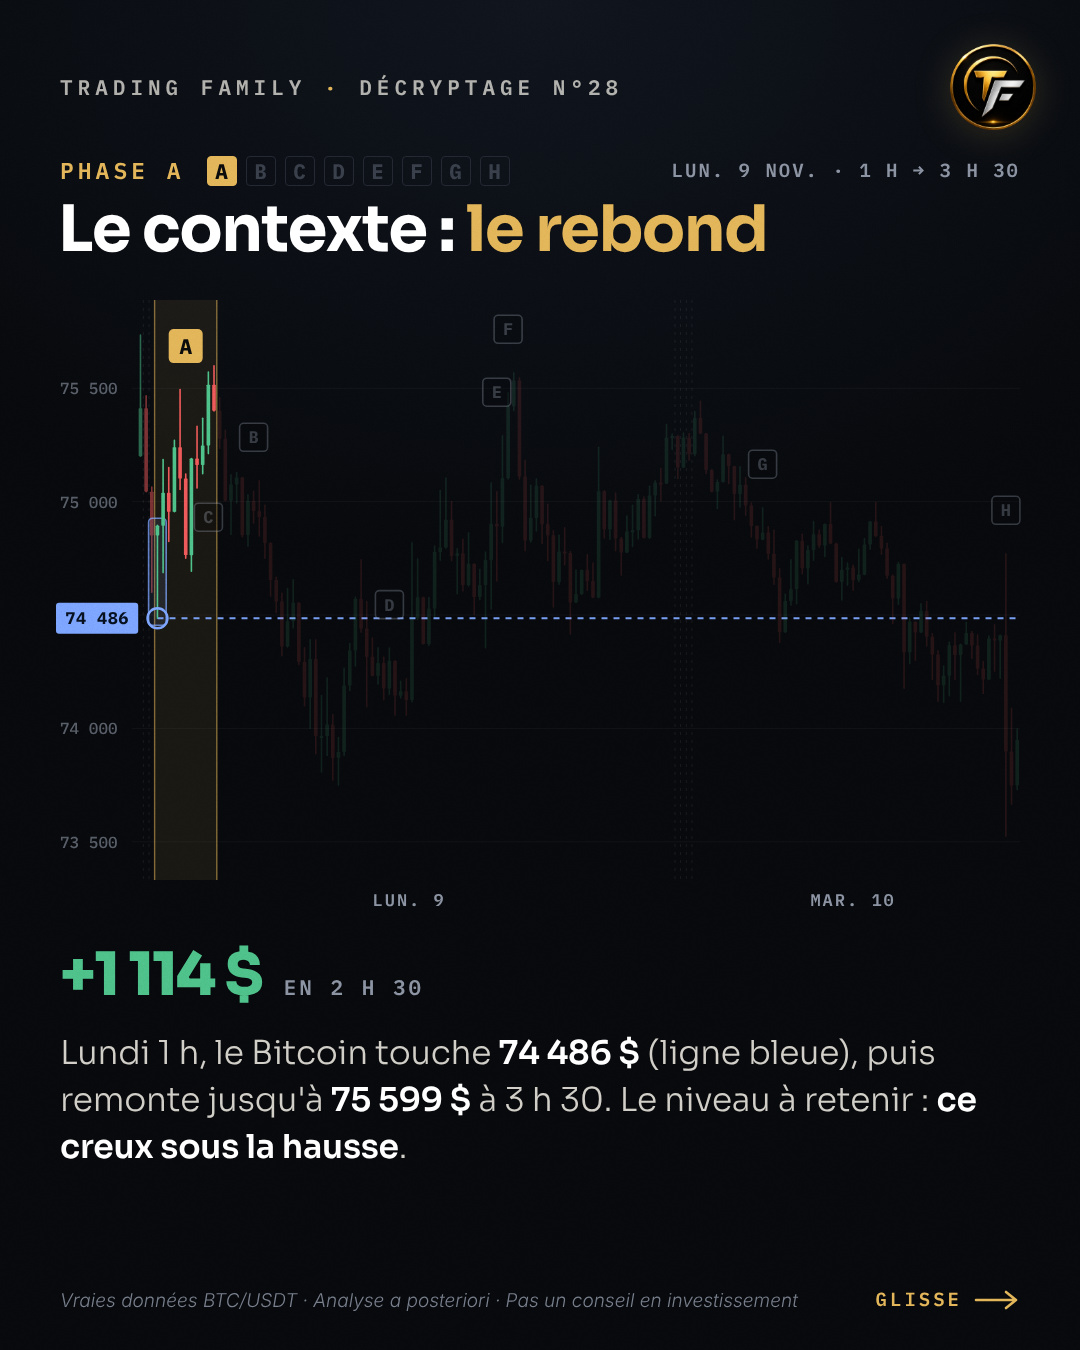 TRADING FAMILY · DÉCRYPTAGE N°28
TF
PHASE A A B C D E F G H
LUN. 9 NOV. · 1 H → 3 H 30
Le contexte : le rebond
A
F
75 500
E
B
G
75 000
C
H
D
74 486
74 000
73 500
LUN. 9
MAR. 10
+1 114 $ EN 2 H 30
Lundi 1 h, le Bitcoin touche 74 486 $ (ligne bleue), puis
remonte jusqu'à 75 599 $ à 3 h 30. Le niveau à retenir : ce
creux sous la hausse.
Vraies données BTC/USDT · Analyse a posteriori · Pas un conseil en investissement
GLISSE →